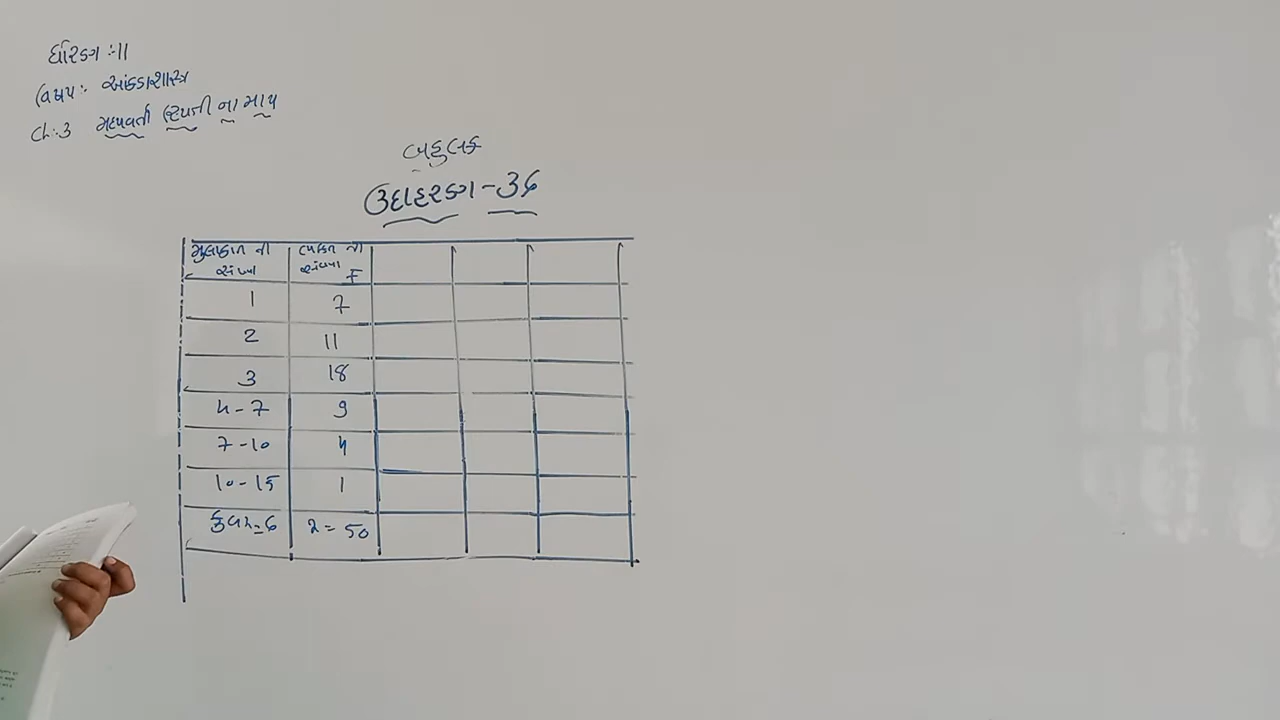 ધોરણ :- 11
વિષય :- આંકડાશાસ્ત્ર
ch:-3 મધ્યવર્તી સ્થિતી ના માપ
બહુલક
ઉદાહરણ - 36
મુલાકાત ની સંખ્યા
વ્યક્તિ ની સંખ્યા F
1 7
2 11
3 18
4 - 7 9
7 - 10 4
10 - 15 1
= 50